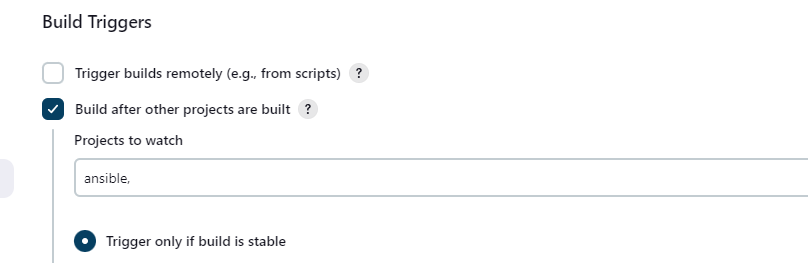 Build Triggers
Trigger builds remotely (e.g., from scripts) ?
Build after other projects are built ?
Projects to watch
ansible,
Trigger only if build is stable